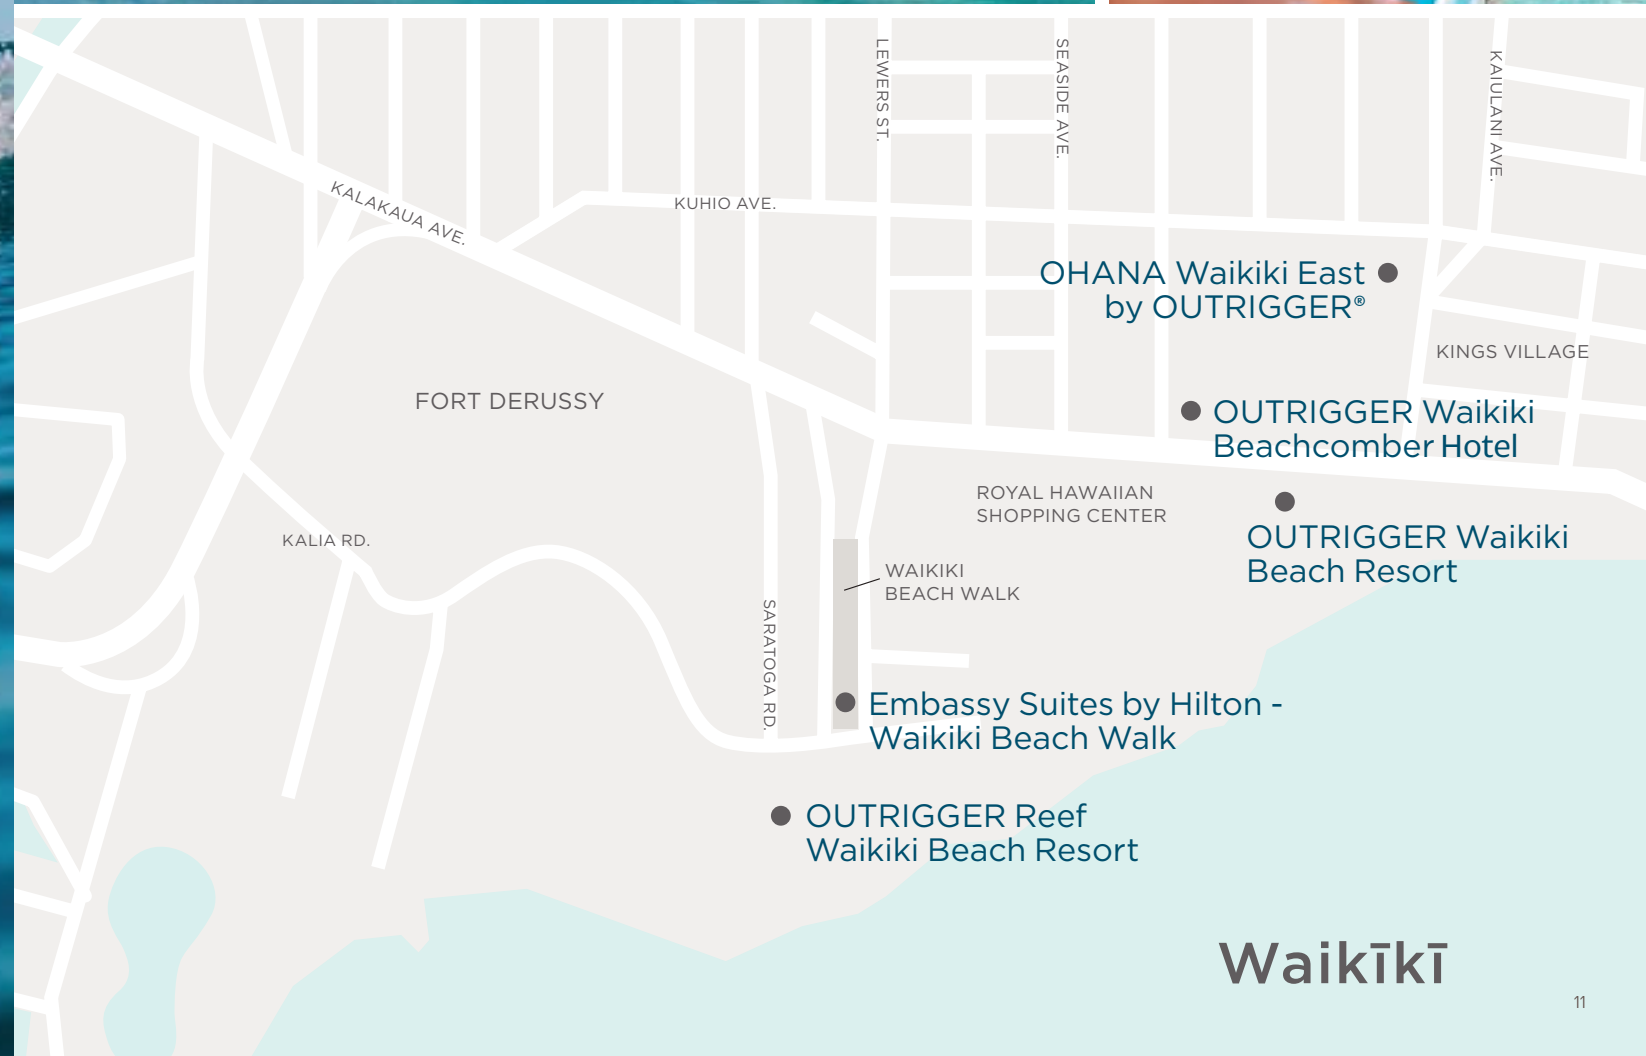 LEWERS ST.
SEASIDE AVE.
KAIULANI AVE.
KALAKAUA AVE.
KUHIO AVE.
OHANA Waikiki East
by OUTRIGGER®
KINGS VILLAGE
FORT DERUSSY
OUTRIGGER Waikiki
Beachcomber Hotel
ROYAL HAWAIIAN
SHOPPING CENTER
OUTRIGGER Waikiki
Beach Resort
KALIA RD.
WAIKIKI
BEACH WALK
SARATOGA RD.
Embassy Suites by Hilton -
Waikiki Beach Walk
OUTRIGGER Reef
Waikiki Beach Resort
Waikīkī
11